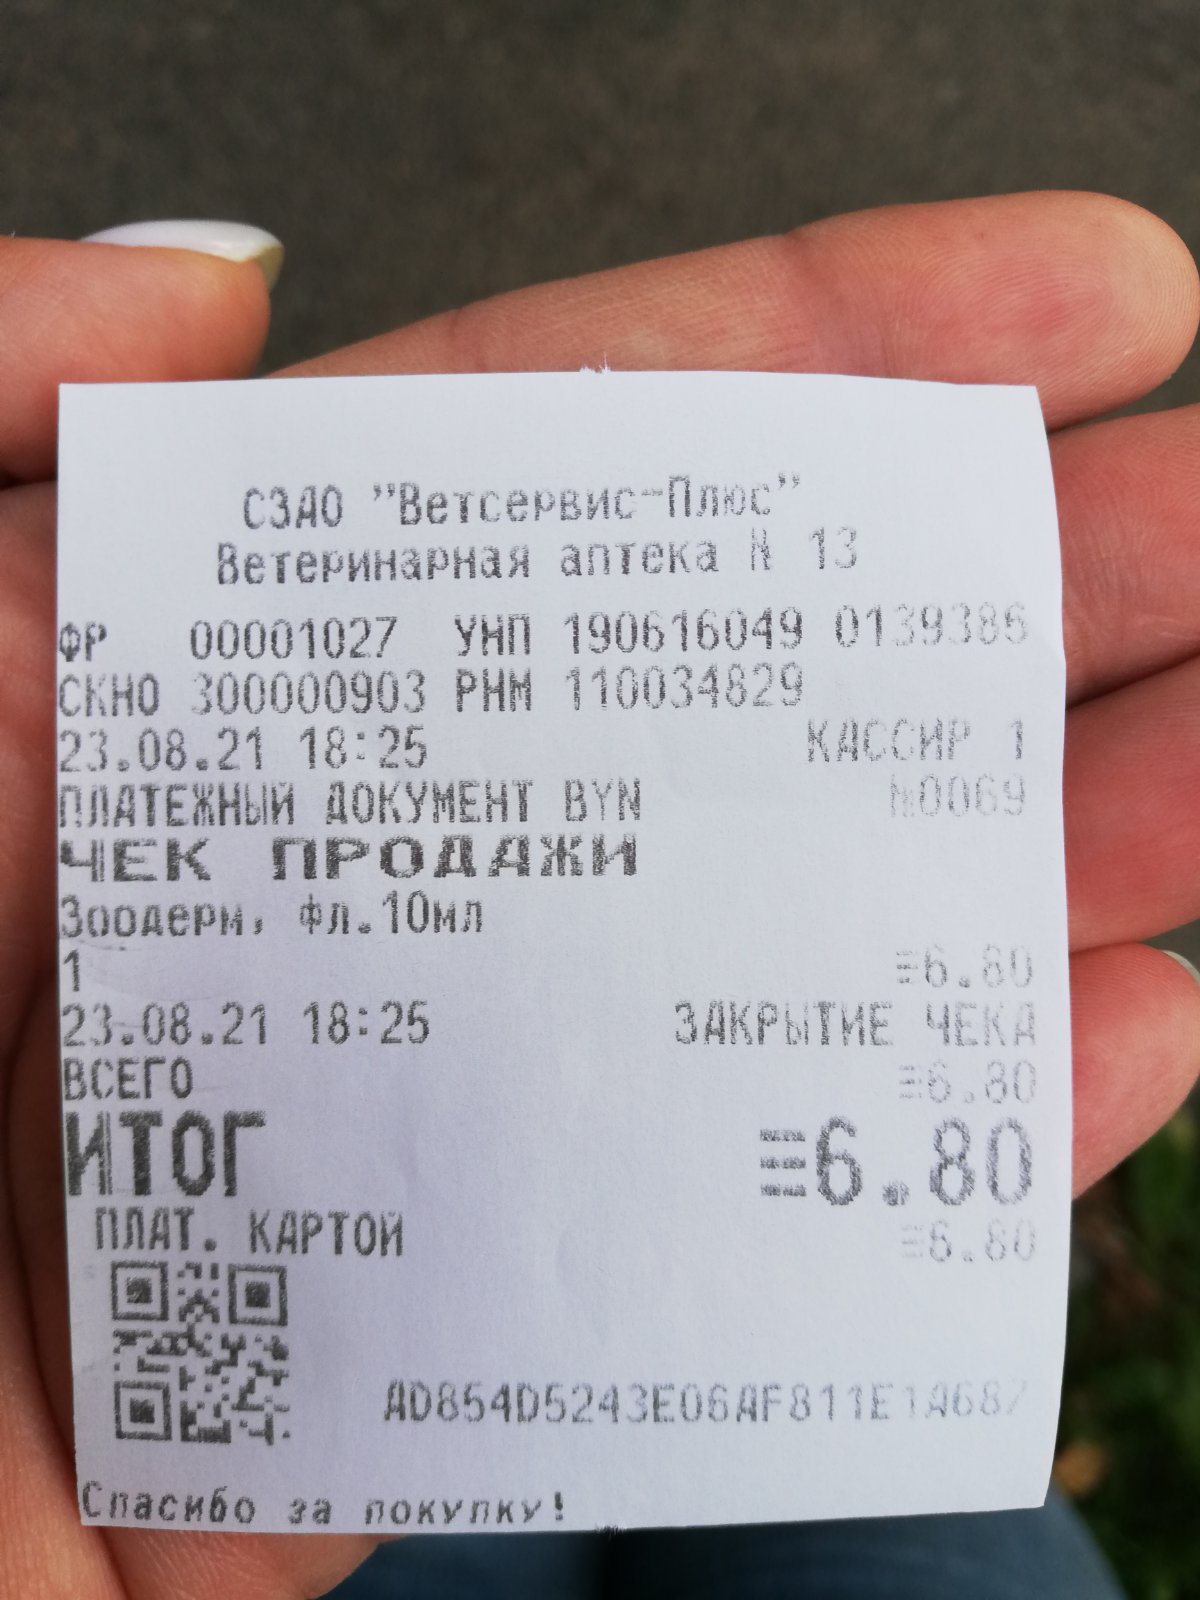 СЗАО "Ветсервис-Плюс"
Ветеринарная аптека N 13
ФР 00001027 УНП 190616049 0139386
СКНО 300000903 РНМ 110034829
23.08.21 18:25 КАССИР 1
ПЛАТЕЖНЫЙ ДОКУМЕНТ BYN №0069
ЧЕК ПРОДАЖИ
Зоодерм, фл.10мл
1 ≡6.80
23.08.21 18:25 ЗАКРЫТИЕ ЧЕКА
ВСЕГО ≡6.80
ИТОГ ≡6.80
ПЛАТ. КАРТОЙ ≡6.80
AD854D5243E06AF811E1A687
Спасибо за покупку!